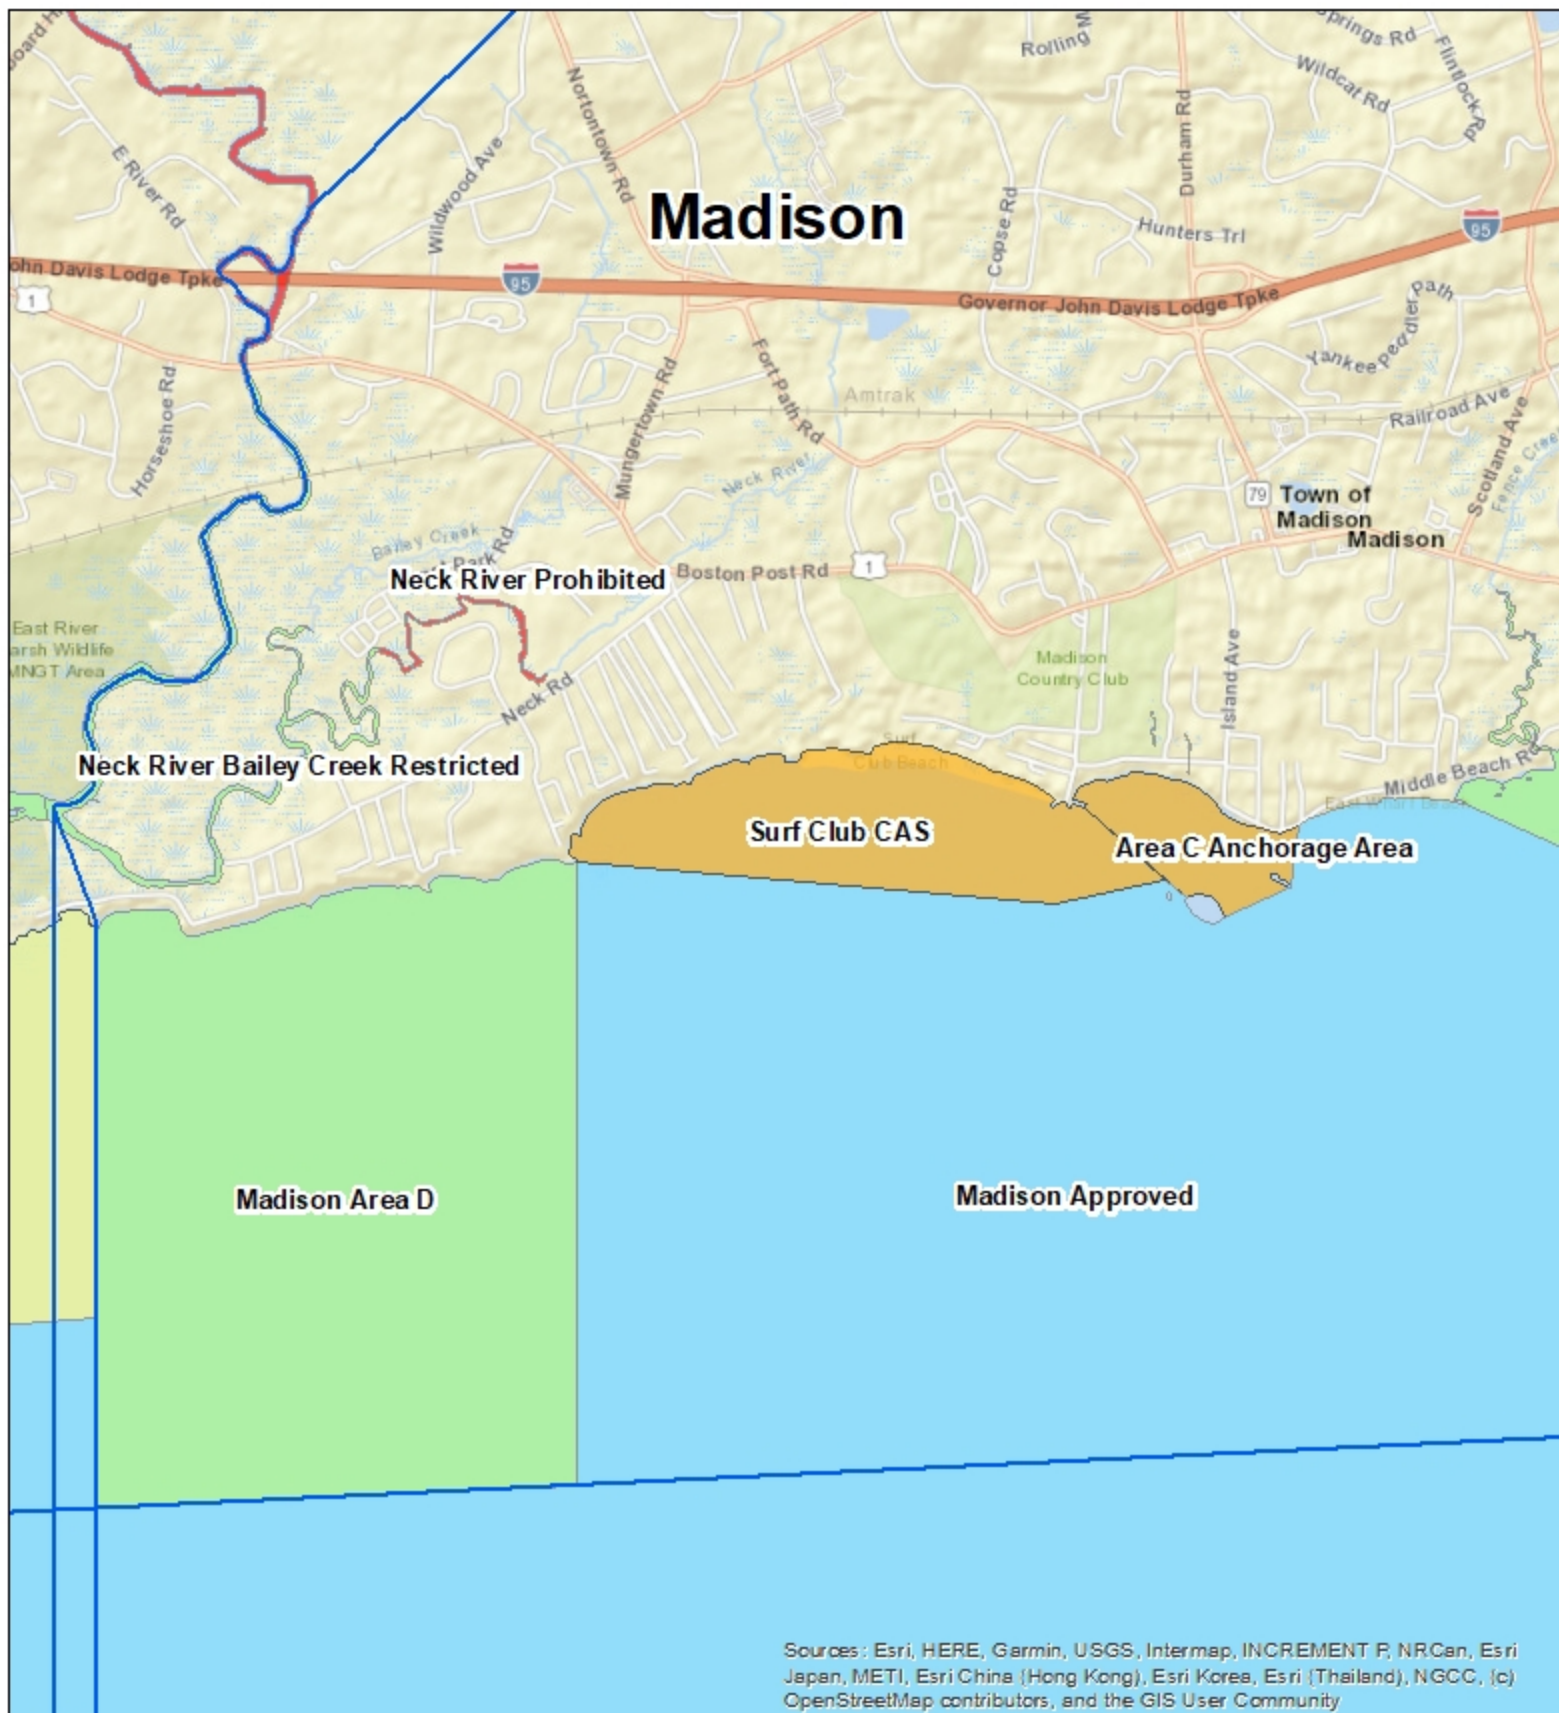 Springs Rd
Rolling
Wildcat Rd
Flintlock Rd
Nortontown Rd
Durham Rd
E River Rd
Wildwood Ave
Madison
Copse Rd
Hunters Trl
95
John Davis Lodge Tpke
95
1
Governor John Davis Lodge Tpke
Yankee Peddler Path
Fort Path Rd
Mungertown Rd
Horseshoe Rd
Amtrak
Railroad Ave
Scotland Ave
Neck River
79
Town of
Madison
Madison
Fence Creek
Bailey Creek
Park Rd
Neck River Prohibited
Boston Post Rd
1
East River
arsh Wildlife
MNGT Area
Madison
Country Club
Island Ave
Neck Rd
Surf
Club Beach
Neck River Bailey Creek Restricted
Middle Beach Rd
East Wharf Beach
Surf Club CAS
Area C Anchorage Area
Madison Area D
Madison Approved
Sources: Esri, HERE, Garmin, USGS, Intermap, INCREMENT P, NRCan, Esri
Japan, METI, Esri China (Hong Kong), Esri Korea, Esri (Thailand), NGCC, (c)
OpenStreetMap contributors, and the GIS User Community